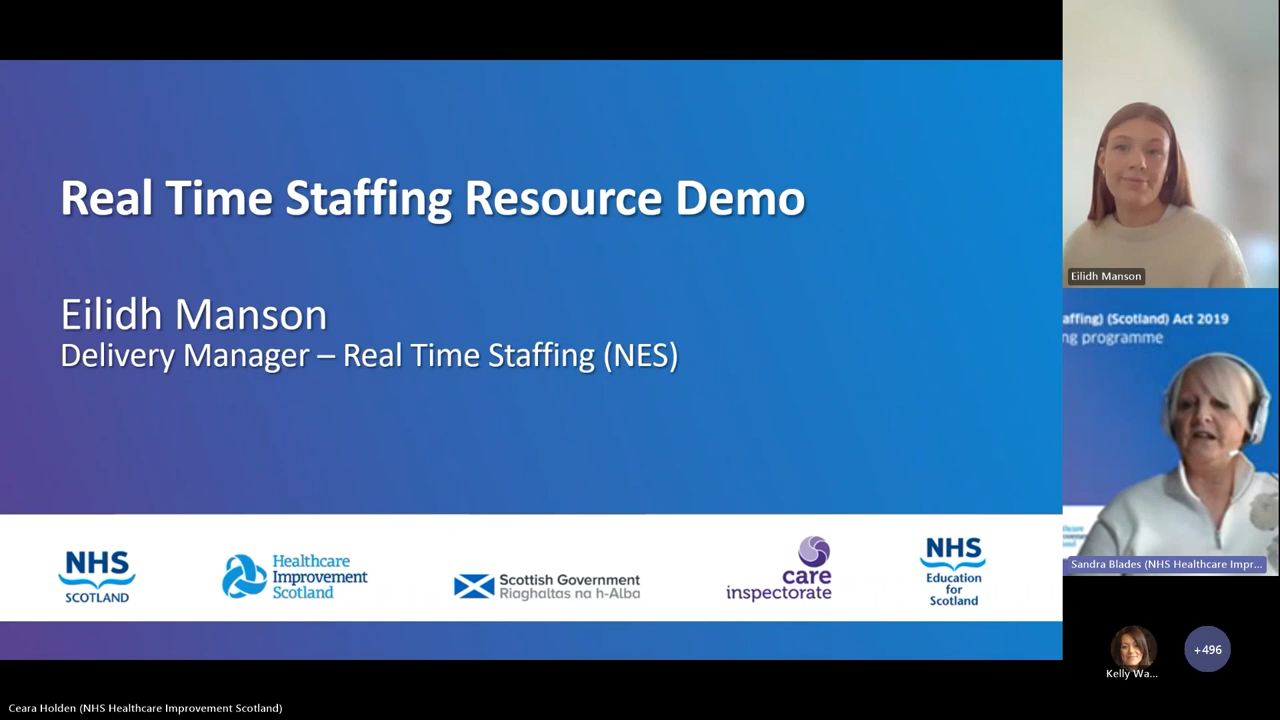 Real Time Staffing Resource Demo
Eilidh Manson
Delivery Manager – Real Time Staffing (NES)
NHS
SCOTLAND
Healthcare
Improvement
Scotland
Scottish Government
Riaghaltas na h-Alba
care
inspectorate
NHS
Education
for
Scotland
Eilidh Manson
affing) (Scotland) Act 2019
ng programme
Sandra Blades (NHS Healthcare Impr...
Kelly Wa...
+496
Ceara Holden (NHS Healthcare Improvement Scotland)